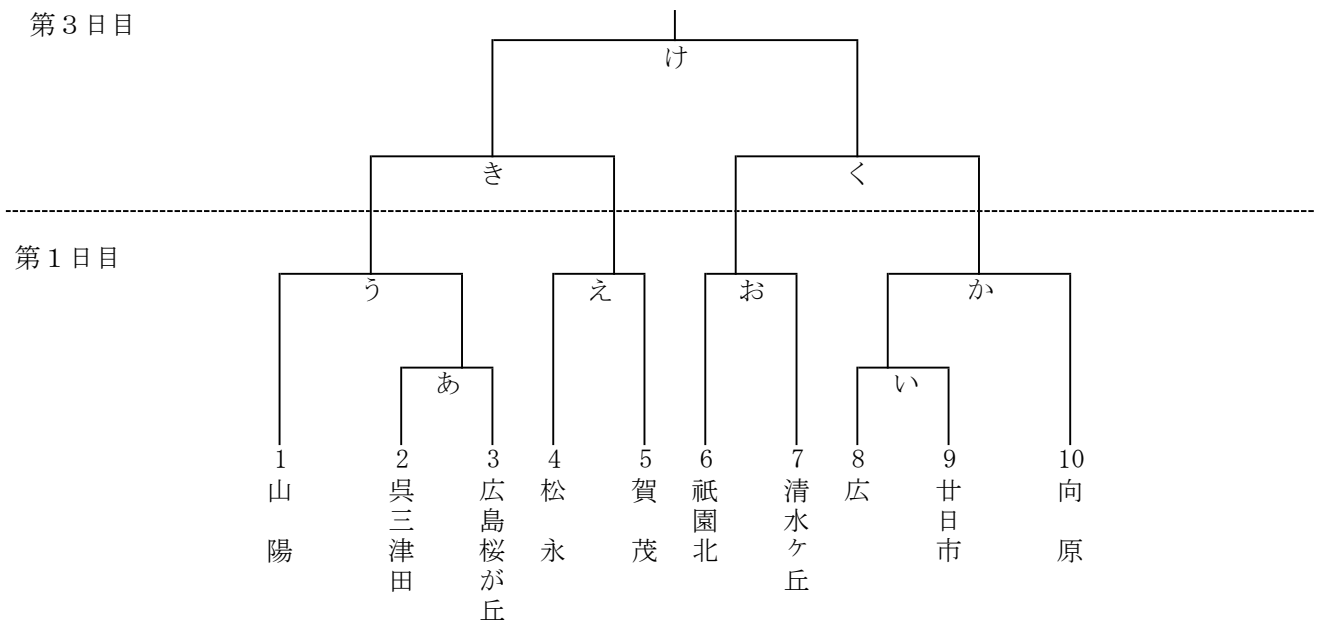 第３日目
け
き
く
第１日目
う
え
お
か
あ
い
1
山陽
2
呉三津田
3
広島桜が丘
4
松永
5
賀茂
6
祇園北
7
清水ケ丘
8
広
9
廿日市
10
向原